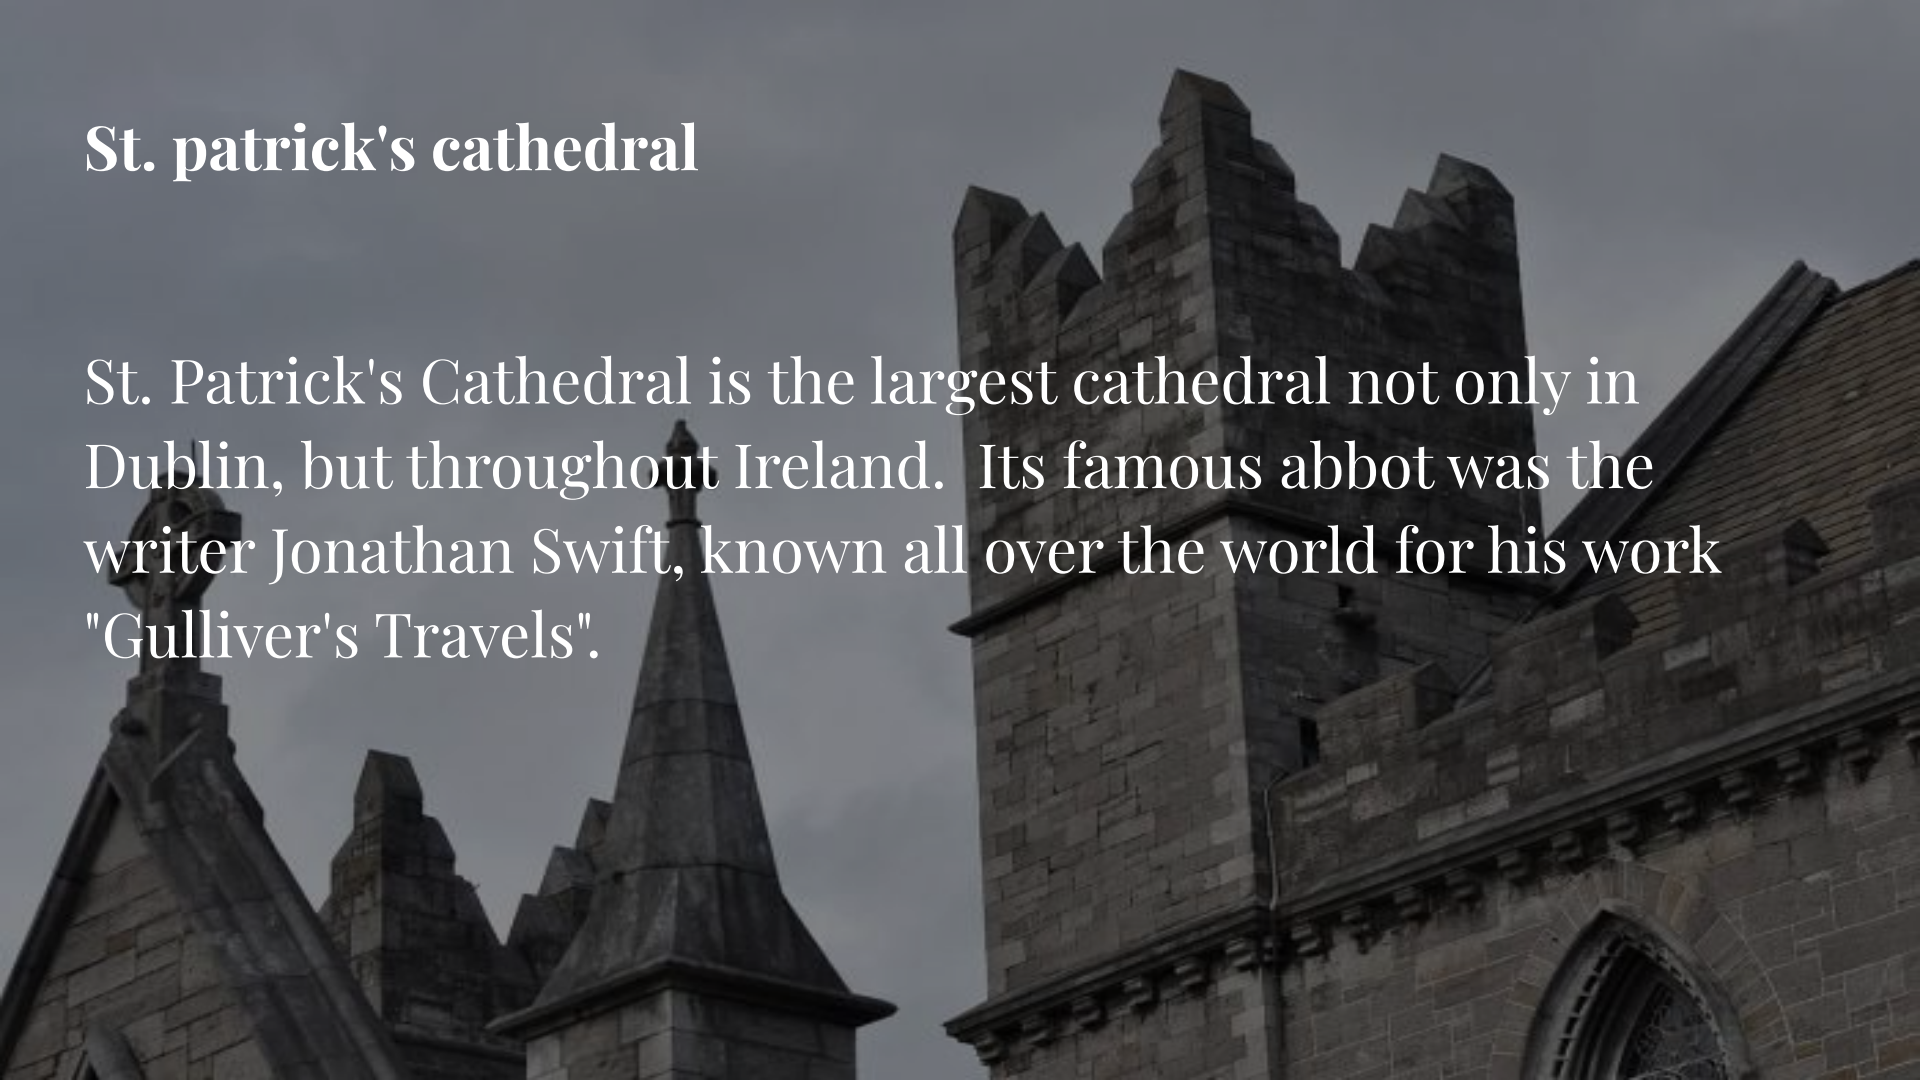 St. patrick's cathedral
St. Patrick's Cathedral is the largest cathedral not only in
Dublin, but throughout Ireland.  Its famous abbot was the
writer Jonathan Swift, known all over the world for his work
"Gulliver's Travels".